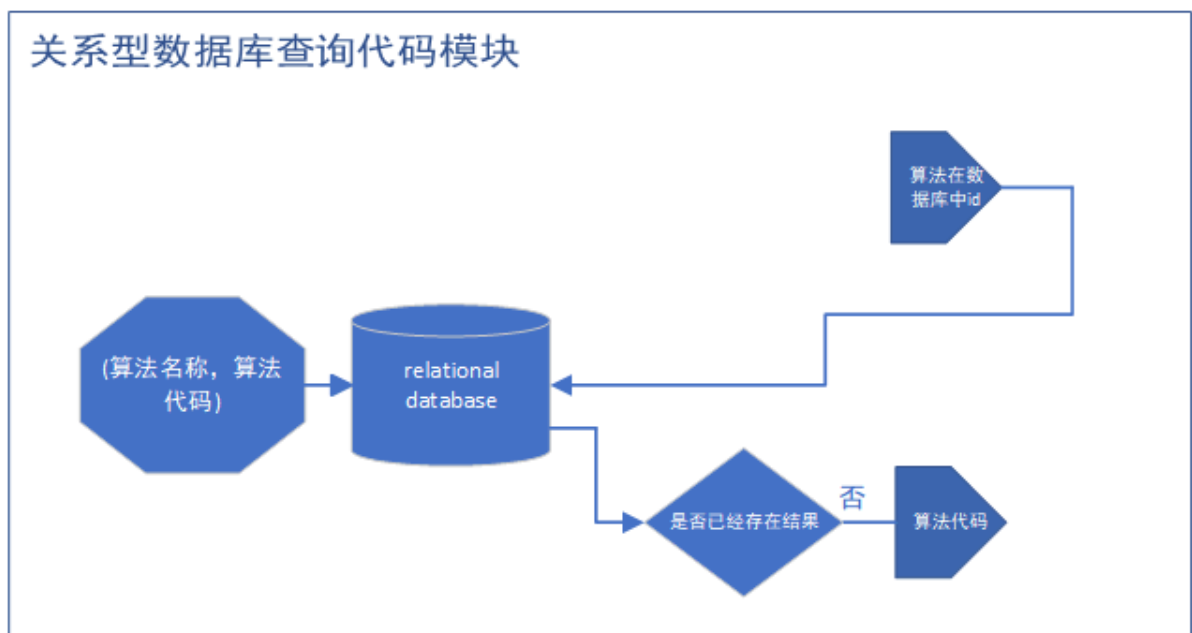 关系型数据库查询代码模块
算法在数
据库中id
(算法名称，算法
代码)
relational
database
是否已经存在结果
否
算法代码